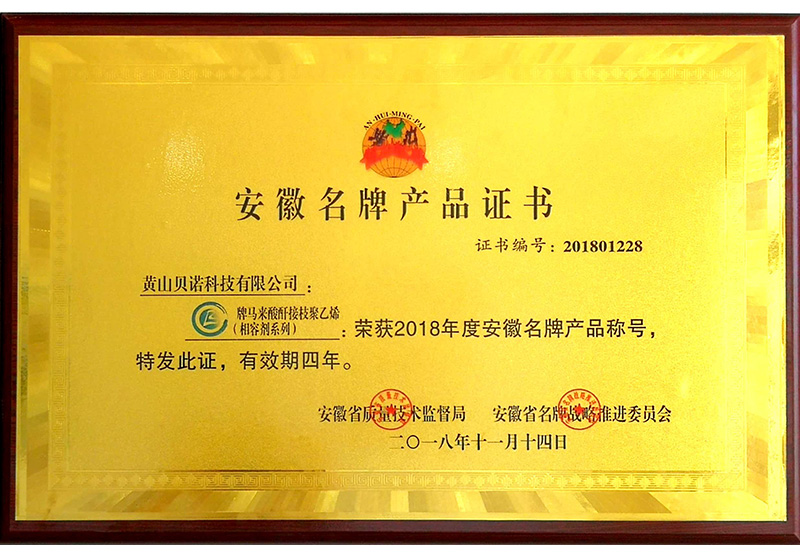 AN·HUI·MING·PAI
安徽名牌产品证书
证书编号：201801228
黄山贝诺科技有限公司：
牌马来酸酐接枝聚乙烯
（相容剂系列）：荣获2018年度安徽名牌产品称号，
特发此证，有效期四年。
安徽省质量技术监督局 安徽省名牌战略推进委员会
二〇一八年十一月十四日